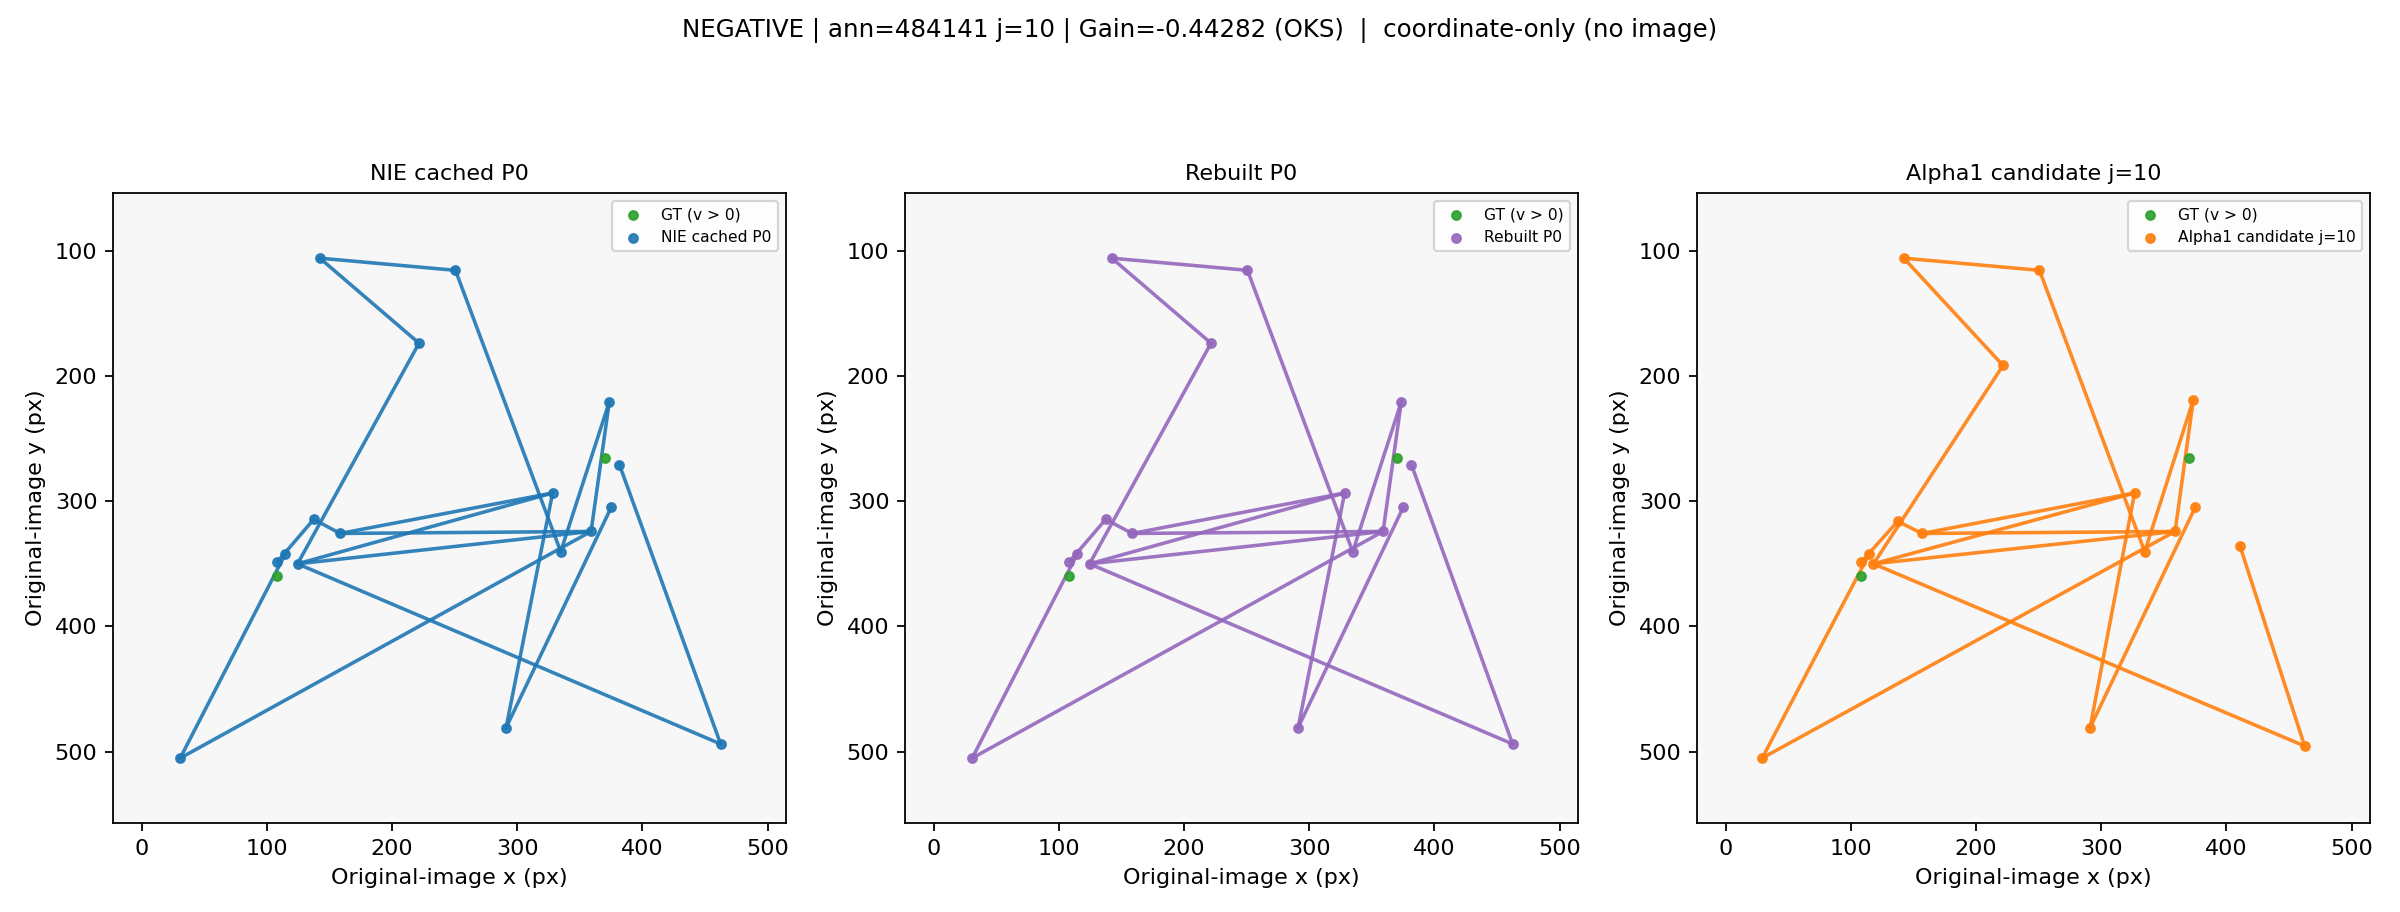 NEGATIVE | ann=484141 j=10 | Gain=-0.44282 (OKS)  |  coordinate-only (no image)
NIE cached P0
GT (v > 0)
NIE cached P0
100
200
300
400
500
Original-image y (px)
0 100 200 300 400 500
Original-image x (px)
Rebuilt P0
GT (v > 0)
Rebuilt P0
100
200
300
400
500
Original-image y (px)
0 100 200 300 400 500
Original-image x (px)
Alpha1 candidate j=10
GT (v > 0)
Alpha1 candidate j=10
100
200
300
400
500
Original-image y (px)
0 100 200 300 400 500
Original-image x (px)